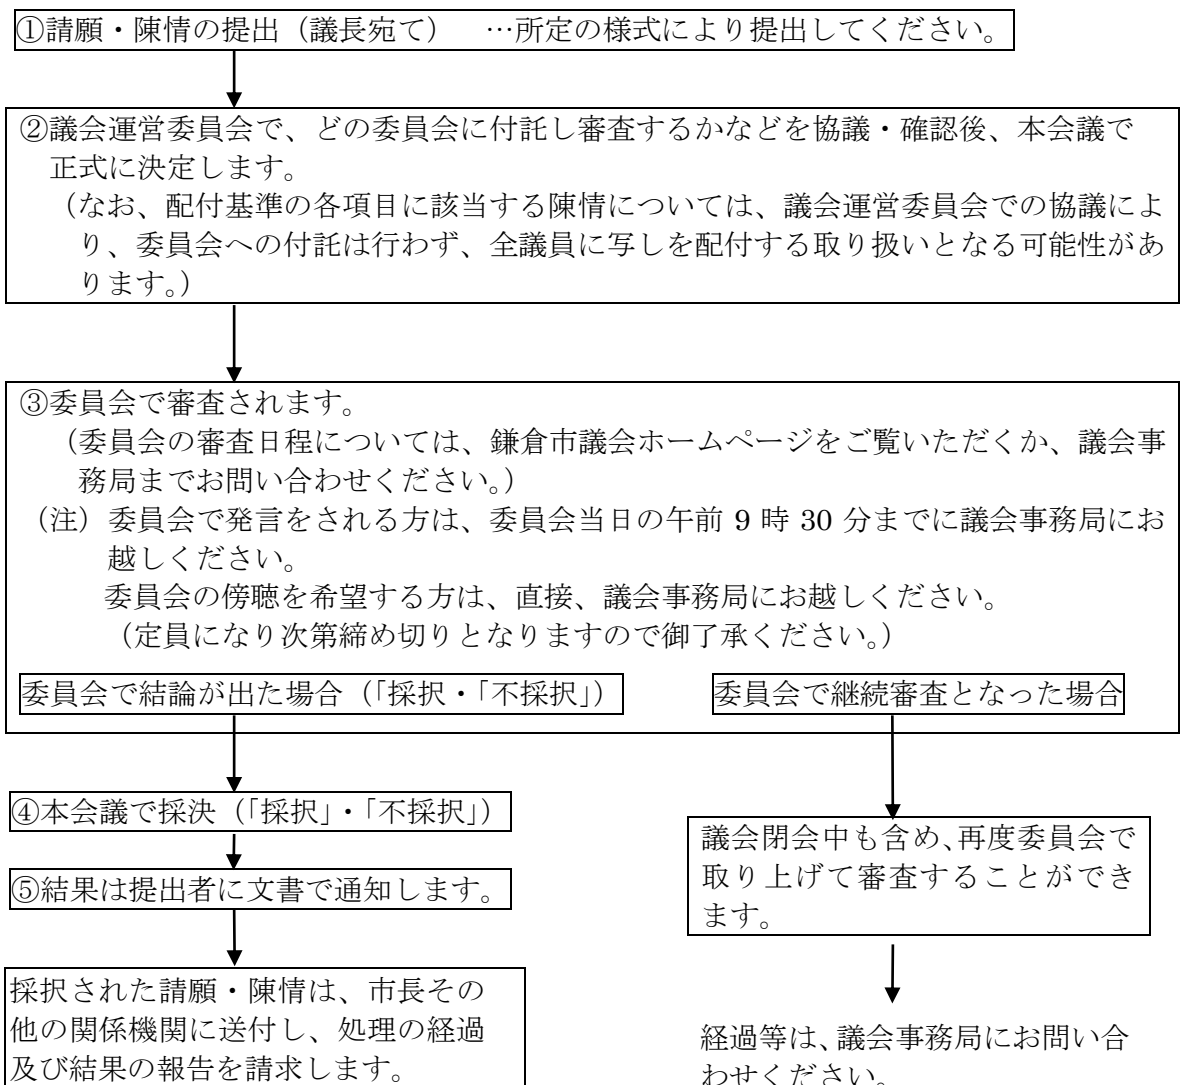 ①請願・陳情の提出（議長宛て）　…所定の様式により提出してください。
②議会運営委員会で、どの委員会に付託し審査するかなどを協議・確認後、本会議で
正式に決定します。
（なお、配付基準の各項目に該当する陳情については、議会運営委員会での協議によ
り、委員会への付託は行わず、全議員に写しを配付する取り扱いとなる可能性があ
ります。）
③委員会で審査されます。
（委員会の審査日程については、鎌倉市議会ホームページをご覧いただくか、議会事
務局までお問い合わせください。）
（注）委員会で発言をされる方は、委員会当日の午前 9 時 30 分までに議会事務局にお
越しください。
委員会の傍聴を希望する方は、直接、議会事務局にお越しください。
（定員になり次第締め切りとなりますので御了承ください。）
委員会で結論が出た場合（「採択・「不採択」）
委員会で継続審査となった場合
④本会議で採決（「採択」・「不採択」）
⑤結果は提出者に文書で通知します。
採択された請願・陳情は、市長その
他の関係機関に送付し、処理の経過
及び結果の報告を請求します。
議会閉会中も含め、再度委員会で
取り上げて審査することができ
ます。
経過等は、議会事務局にお問い合
わせください。